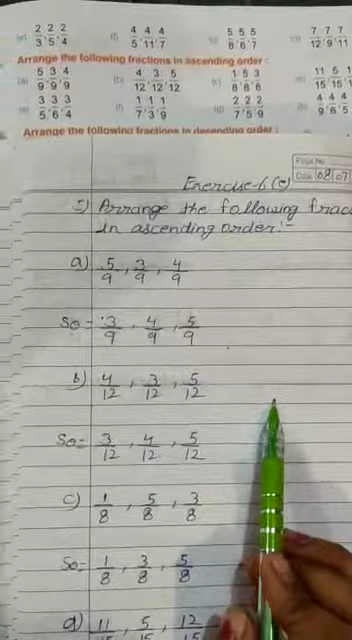 (e) 2/3, 2/5, 2/4 (f) 4/5, 4/11, 4/7 (g) 5/8, 5/6, 5/7 (h) 7/12, 7/9, 7/11
Arrange the following fractions in ascending order :
(a) 5/9, 3/9, 4/9 (b) 4/12, 3/12, 5/12 (c) 1/8, 5/8, 3/8 11/15, 5/15,
(e) 3/5, 3/6, 3/4 (f) 1/7, 1/3, 1/9 (g) 2/7, 2/5, 2/9 (h) 4/9, 4/6, 4/5
Arrange the following fractions in desending order :
Page No.
Date 08 07
Exercise-6(e)
5) Arrange the following frac
in ascending order:-
a) 5/9, 3/9, 4/9
So = 3/9, 4/9, 5/9
b) 4/12, 3/12, 5/12
So = 3/12, 4/12, 5/12
c) 1/8, 5/8, 3/8
So = 1/8, 3/8, 5/8
d) 11/15, 5/15, 12/15